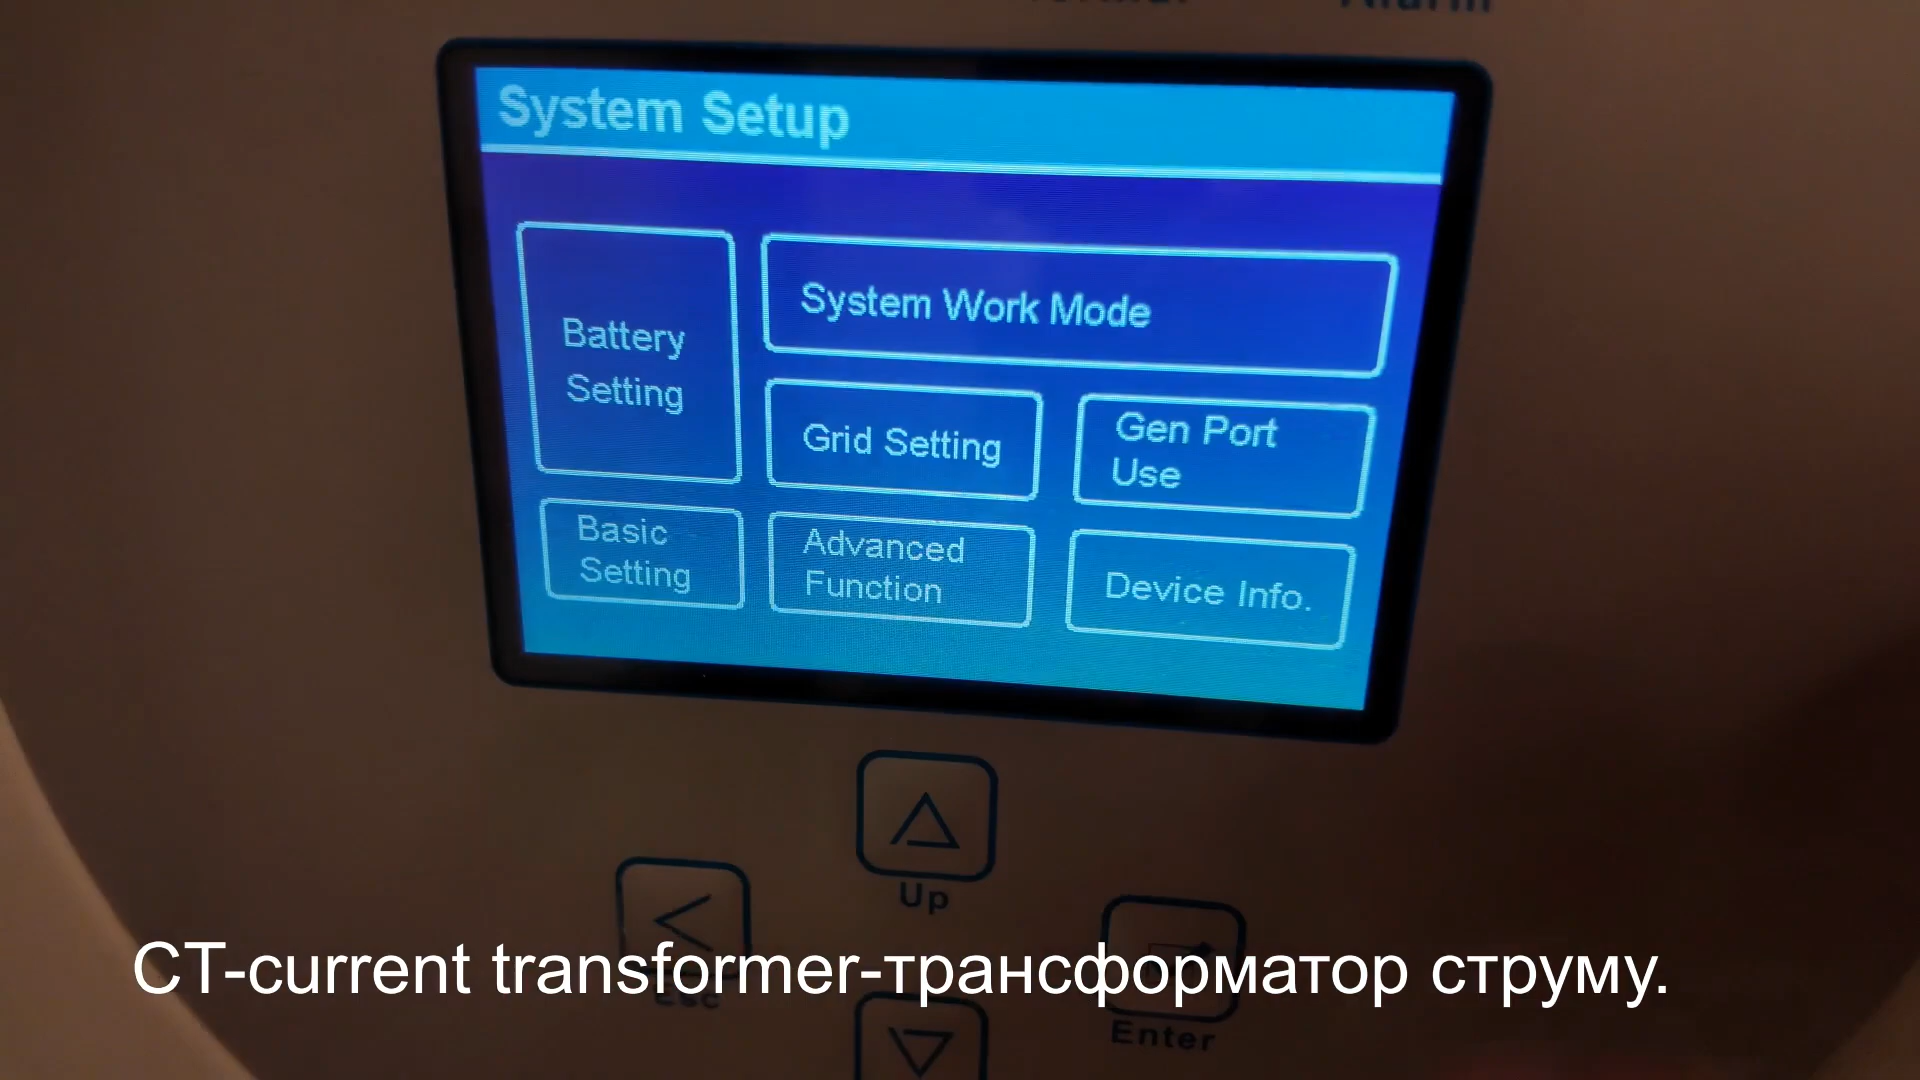 Alarm
System Setup
Battery
Setting
System Work Mode
Grid Setting
Gen Port
Use
Basic
Setting
Advanced
Function
Device Info.
Up
Esc
Enter
CT-current transformer-трансформатор струму.